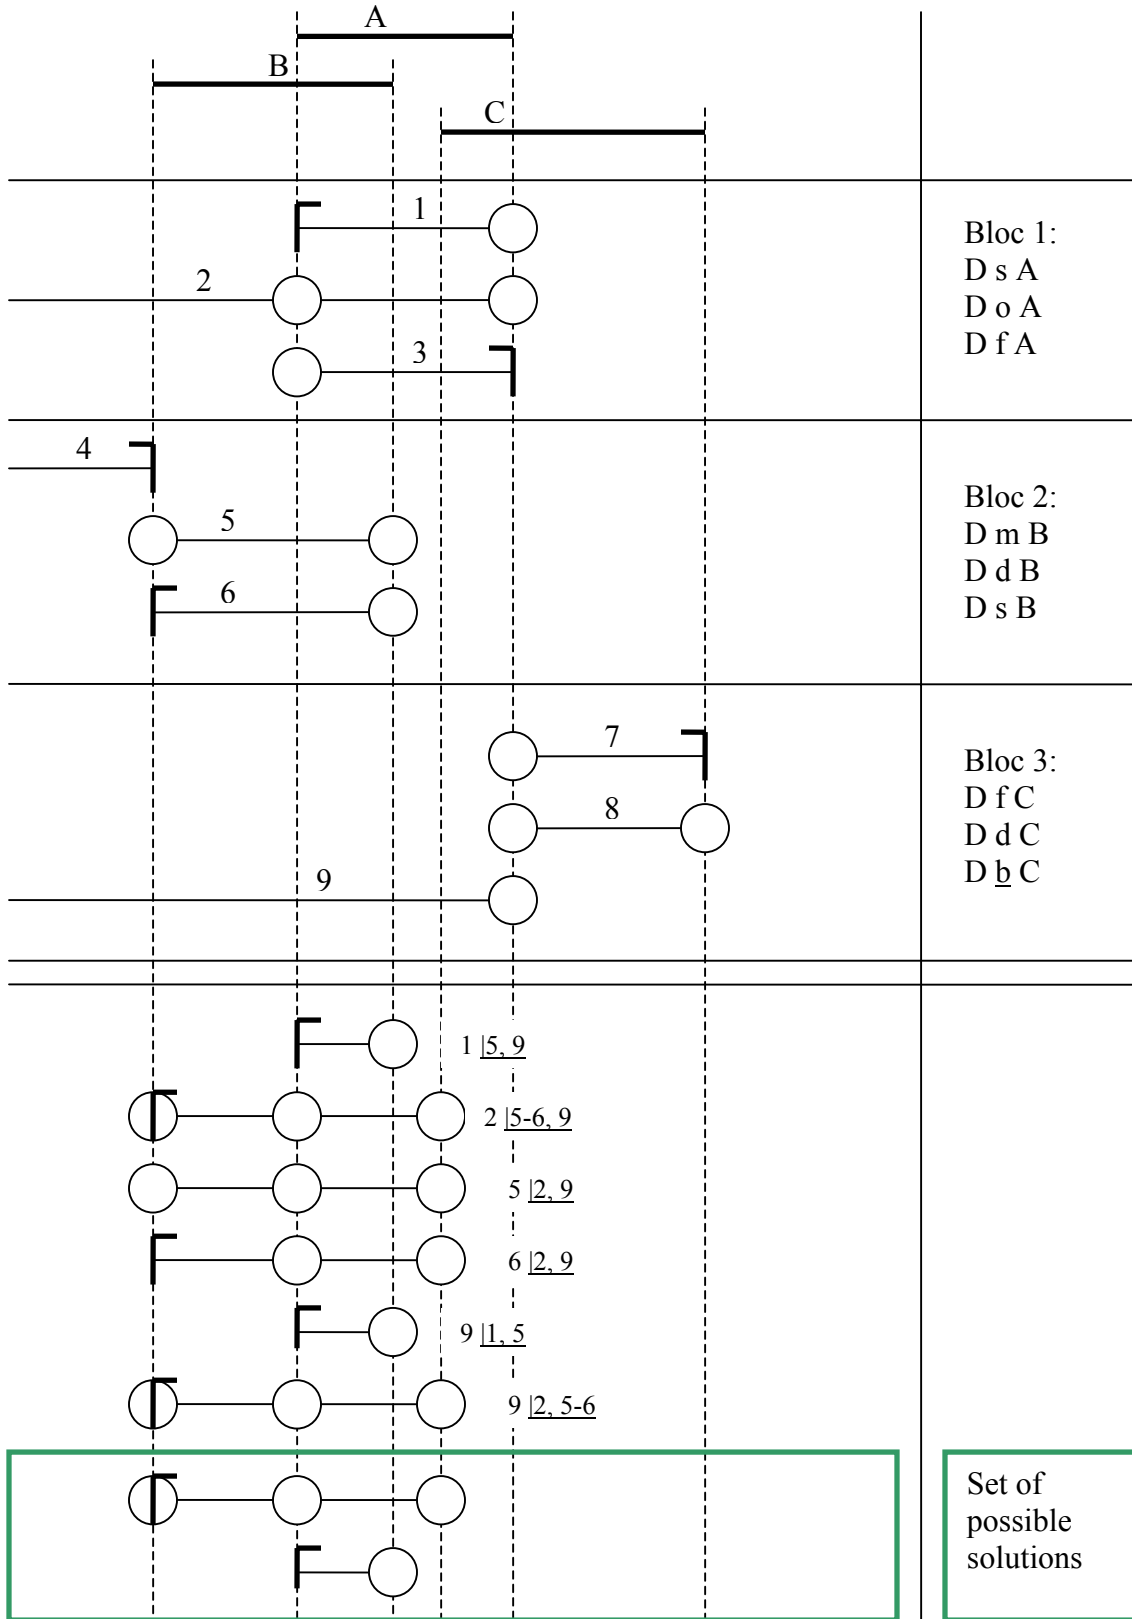 A
B
C
1
2
3
Bloc 1:
D s A
D o A
D f A
4
5
6
Bloc 2:
D m B
D d B
D s B
7
8
9
Bloc 3:
D f C
D d C
D b C
1 |5, 9
2 |5-6, 9
5 |2, 9
6 |2, 9
9 |1, 5
9 |2, 5-6
Set of
possible
solutions